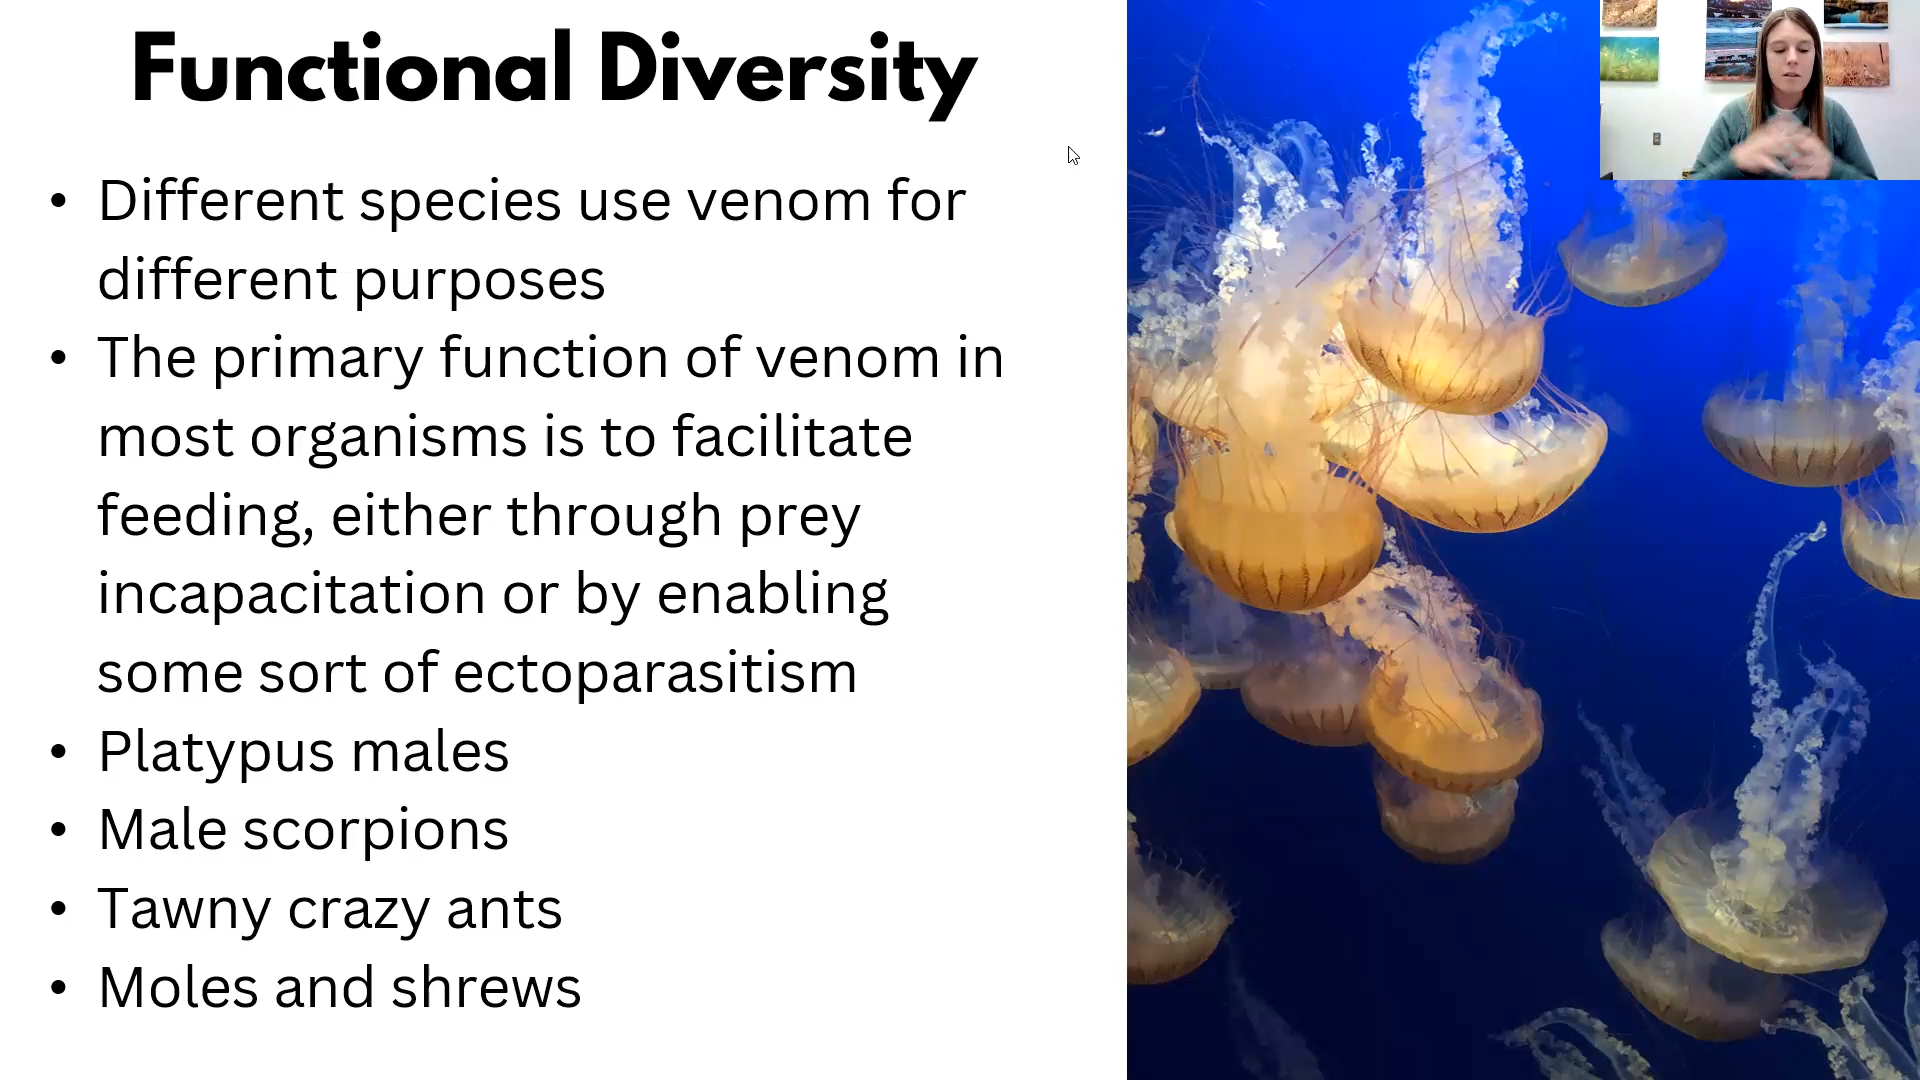 Functional Diversity
• Different species use venom for
different purposes
• The primary function of venom in
most organisms is to facilitate
feeding, either through prey
incapacitation or by enabling
some sort of ectoparasitism
• Platypus males
• Male scorpions
• Tawny crazy ants
• Moles and shrews